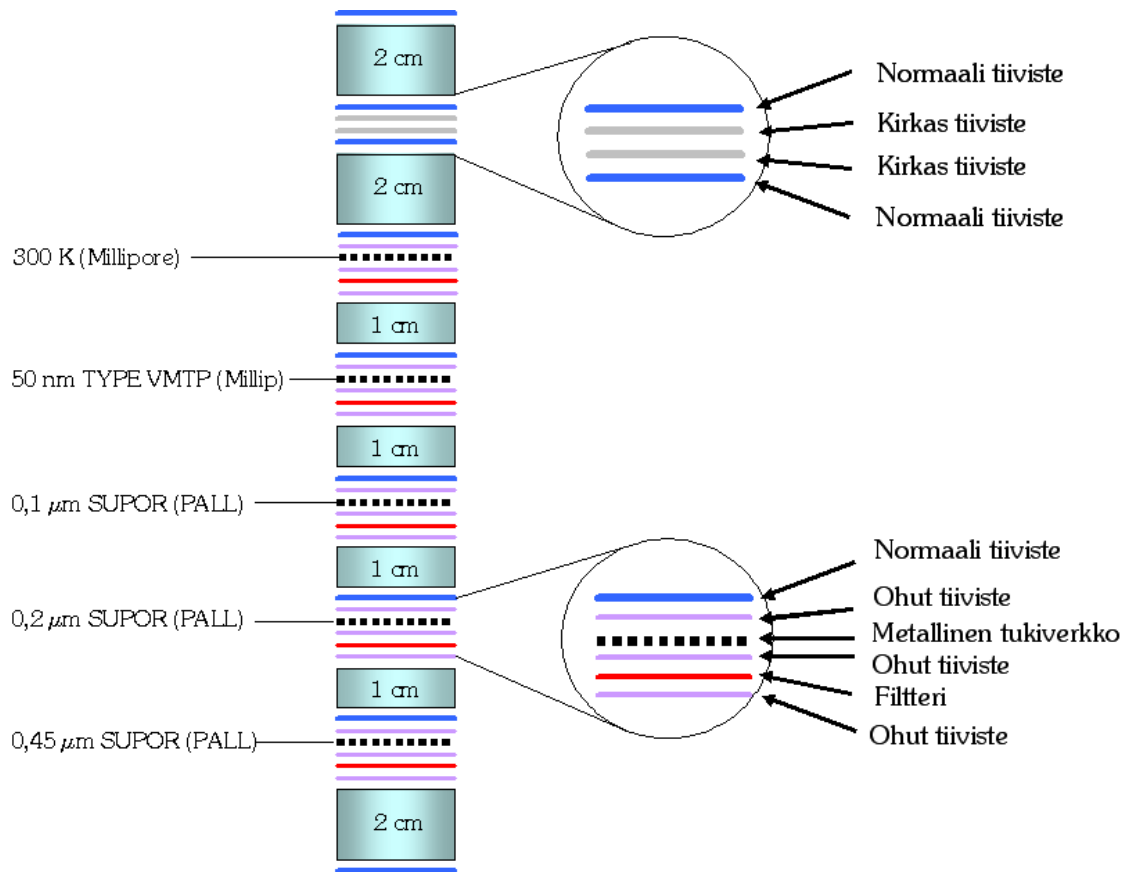 2 cm
Normaali tiiviste
Kirkas tiiviste
Kirkas tiiviste
2 cm
Normaali tiiviste
300 K (Millipore)
1 cm
50 nm TYPE VMTP (Millip)
1 cm
0,1 μm SUPOR (PALL)
1 cm
Normaali tiiviste
Ohut tiiviste
0,2 μm SUPOR (PALL)
Metallinen tukiverkko
Ohut tiiviste
Filtteri
1 cm
Ohut tiiviste
0,45 μm SUPOR (PALL)
2 cm